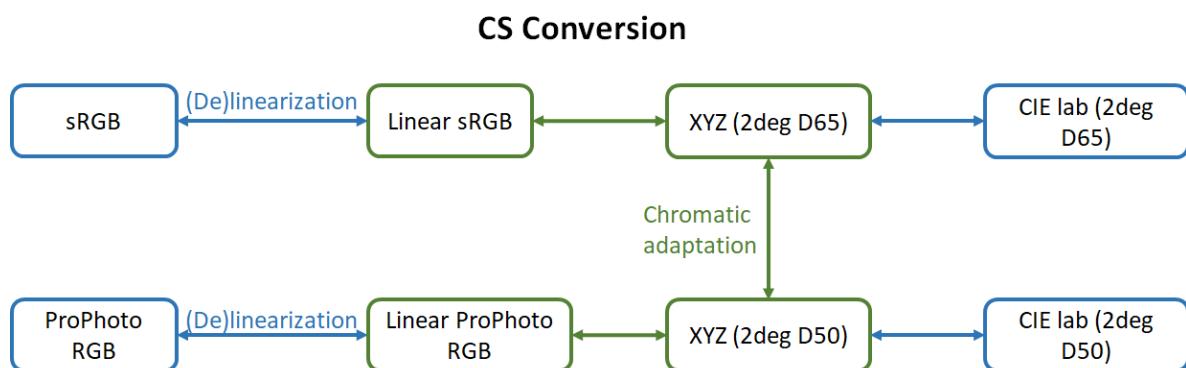 CS Conversion
sRGB
(De)linearization
Linear sRGB
XYZ (2deg D65)
CIE lab (2deg
D65)
Chromatic
adaptation
ProPhoto
RGB
(De)linearization
Linear ProPhoto
RGB
XYZ (2deg D50)
CIE lab (2deg
D50)